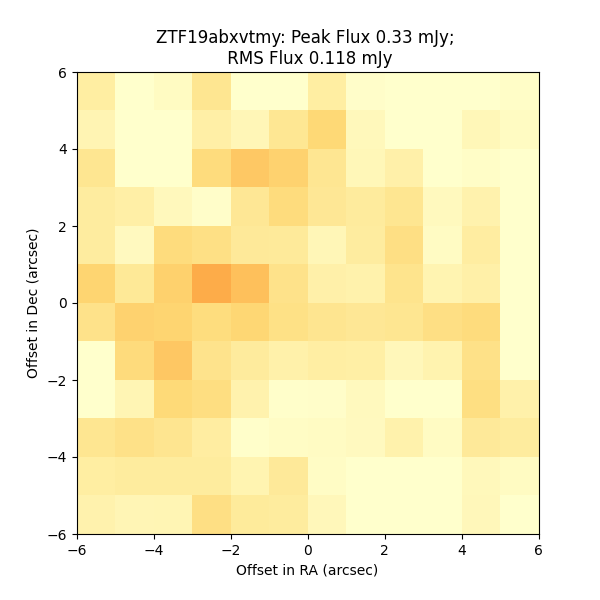 ZTF19abxvtmy: Peak Flux 0.33 mJy;
RMS Flux 0.118 mJy
6
4
2
0
−2
−4
−6
Offset in Dec (arcsec)
−6 −4 −2 0 2 4 6
Offset in RA (arcsec)